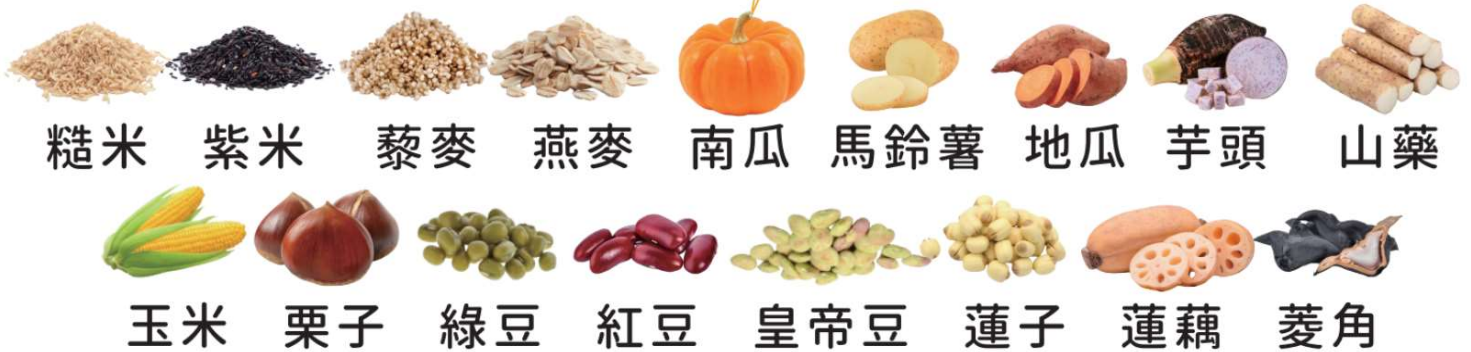 糙米 紫米 藜麥 燕麥 南瓜 馬鈴薯 地瓜 芋頭 山藥
玉米 栗子 綠豆 紅豆 皇帝豆 蓮子 蓮藕 菱角